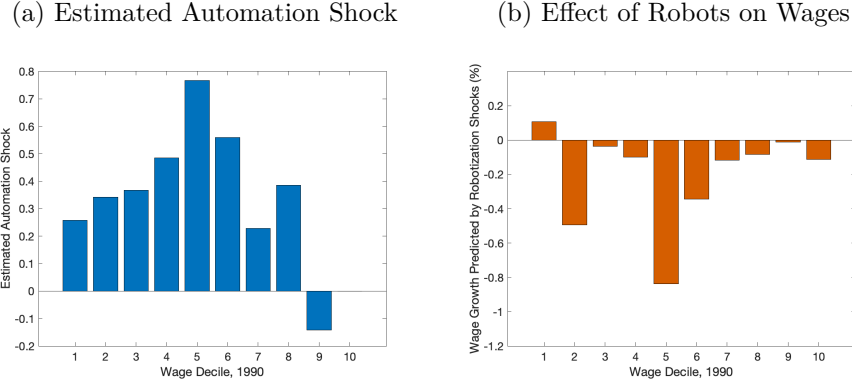 (a) Estimated Automation Shock
0.8
0.7
0.6
0.5
0.4
0.3
0.2
0.1
0
-0.1
-0.2
Estimated Automation Shock
1 2 3 4 5 6 7 8 9 10
Wage Decile, 1990
(b) Effect of Robots on Wages
0.2
0
-0.2
-0.4
-0.6
-0.8
-1
-1.2
Wage Growth Predicted by Robotization Shocks (%)
1 2 3 4 5 6 7 8 9 10
Wage Decile, 1990